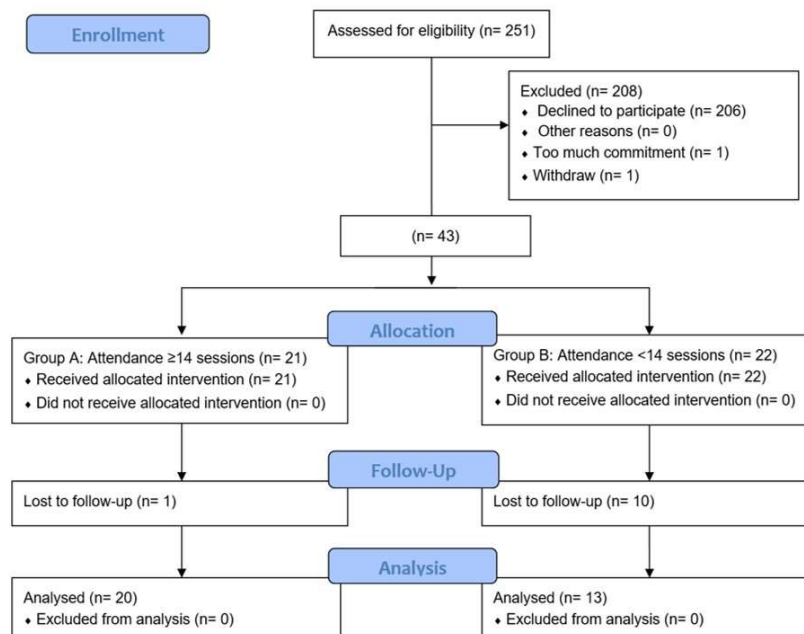 Enrollment
Assessed for eligibility (n= 251)
Excluded (n= 208)
♦ Declined to participate (n= 206)
♦ Other reasons (n= 0)
♦ Too much commitment (n= 1)
♦ Withdraw (n= 1)
(n= 43)
Allocation
Group A: Attendance ≥14 sessions (n= 21)
♦ Received allocated intervention (n= 21)
♦ Did not receive allocated intervention (n= 0)
Group B: Attendance <14 sessions (n= 22)
♦ Received allocated intervention (n= 22)
♦ Did not receive allocated intervention (n= 0)
Follow-Up
Lost to follow-up (n= 1)
Lost to follow-up (n= 10)
Analysis
Analysed (n= 20)
♦ Excluded from analysis (n= 0)
Analysed (n= 13)
♦ Excluded from analysis (n= 0)